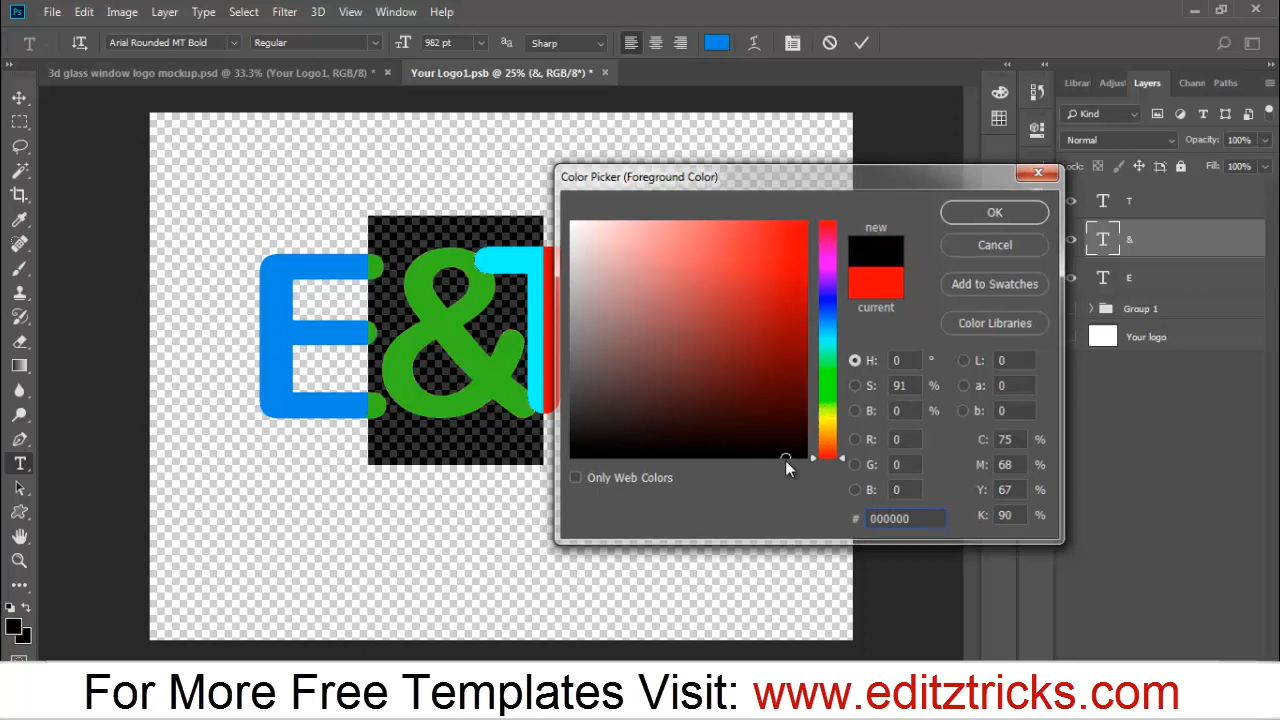 Ps File Edit Image Layer Type Select Filter 3D View Window Help
T Arial Rounded MT Bold Regular 982 pt aa Sharp
3d glass window logo mockup.psd @ 33.3% (Your Logo1, RGB/8) * × Your Logo1.psb @ 25% (&, RGB/8*) * ×
Librar Adjus Layers Chann Paths
Kind
Normal Opacity: 100%
Lock: Fill: 100%
T T
T &
T E
Group 1
Your logo
E&T
Color Picker (Foreground Color)
new
current
OK
Cancel
Add to Swatches
Color Libraries
H: 0 ° L: 0
S: 91 % a: 0
B: 0 % b: 0
R: 0 C: 75 %
G: 0 M: 68 %
B: 0 Y: 67 %
# 000000 K: 90 %
Only Web Colors
For More Free Templates Visit: www.editztricks.com